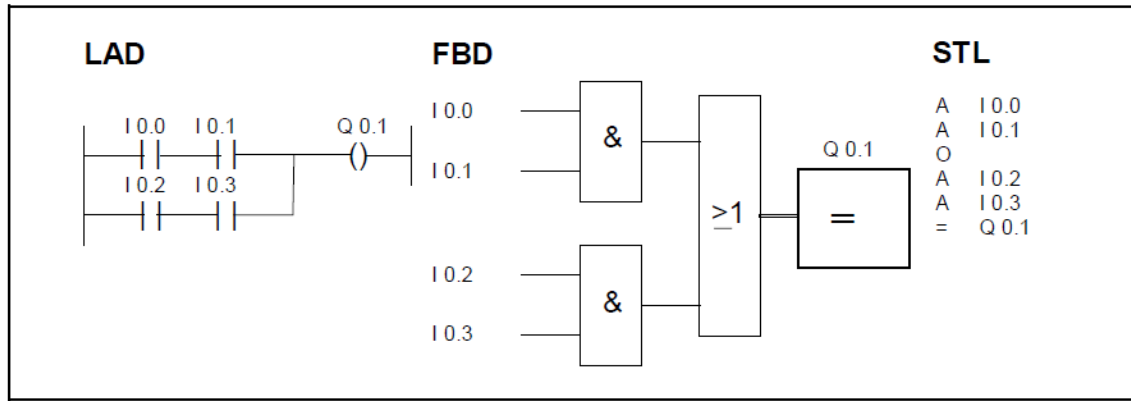 LAD
I 0.0 I 0.1 Q 0.1
( )
I 0.2 I 0.3
FBD
I 0.0
&
I 0.1
I 0.2
&
I 0.3
≥1
Q 0.1
=
STL
A I 0.0
A I 0.1
O
A I 0.2
A I 0.3
= Q 0.1